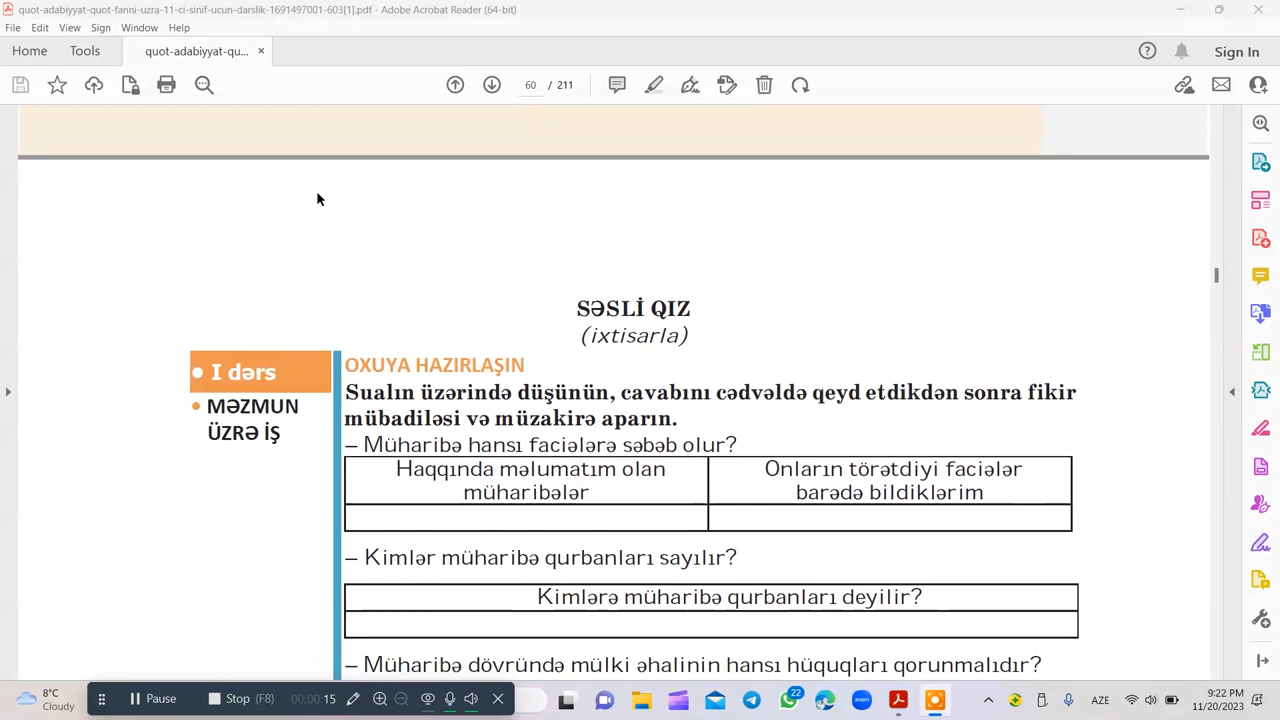 quot-adabiyyat-quot-fanni-uzra-11-ci-sinif-ucun-darslik-1691497001-603[1].pdf - Adobe Acrobat Reader (64-bit)
File Edit View Sign Window Help
Home Tools quot-adabiyyat-qu... × Sign In
60 / 211
SƏSLİ QIZ
(ixtisarla)
• I dərs
• MƏZMUN
ÜZRƏ İŞ
OXUYA HAZIRLAŞIN
Sualın üzərində düşünün, cavabını cədvəldə qeyd etdikdən sonra fikir
mübadiləsi və müzakirə aparın.
– Müharibə hansı faciələrə səbəb olur?
Haqqında məlumatım olan
müharibələr
Onların törətdiyi faciələr
barədə bildiklərim
– Kimlər müharibə qurbanları sayılır?
Kimlərə müharibə qurbanları deyilir?
– Müharibə dövründə mülki əhalinin hansı hüquqları qorunmalıdır?
8°C
Cloudy
Pause Stop (F8) 00:00:15
22
zoom
AZE
9:22 PM
11/20/2023